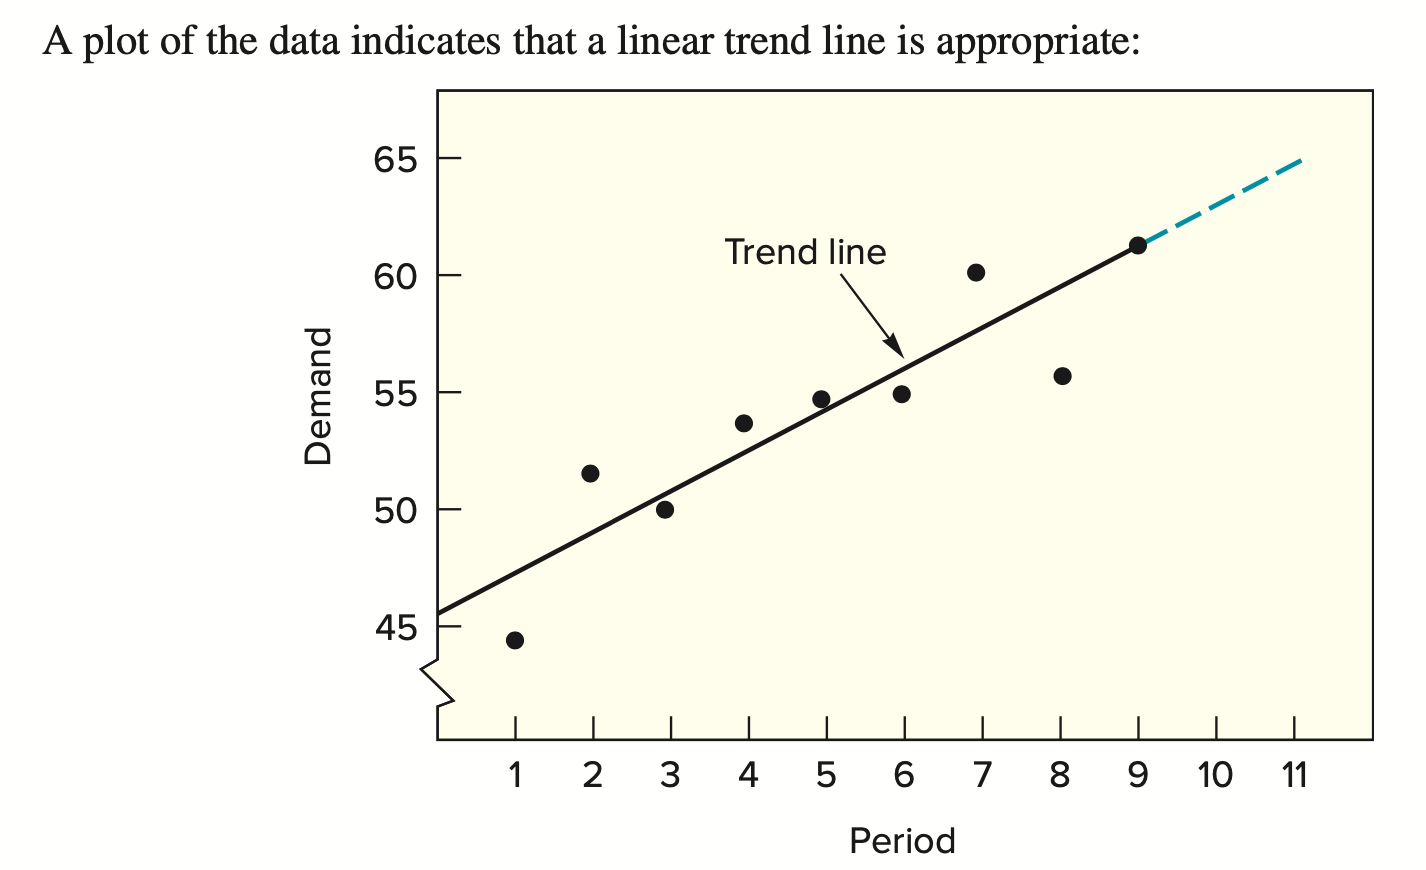 A plot of the data indicates that a linear trend line is appropriate:
65
60
55
50
45
Demand
Trend line
1 2 3 4 5 6 7 8 9 10 11
Period